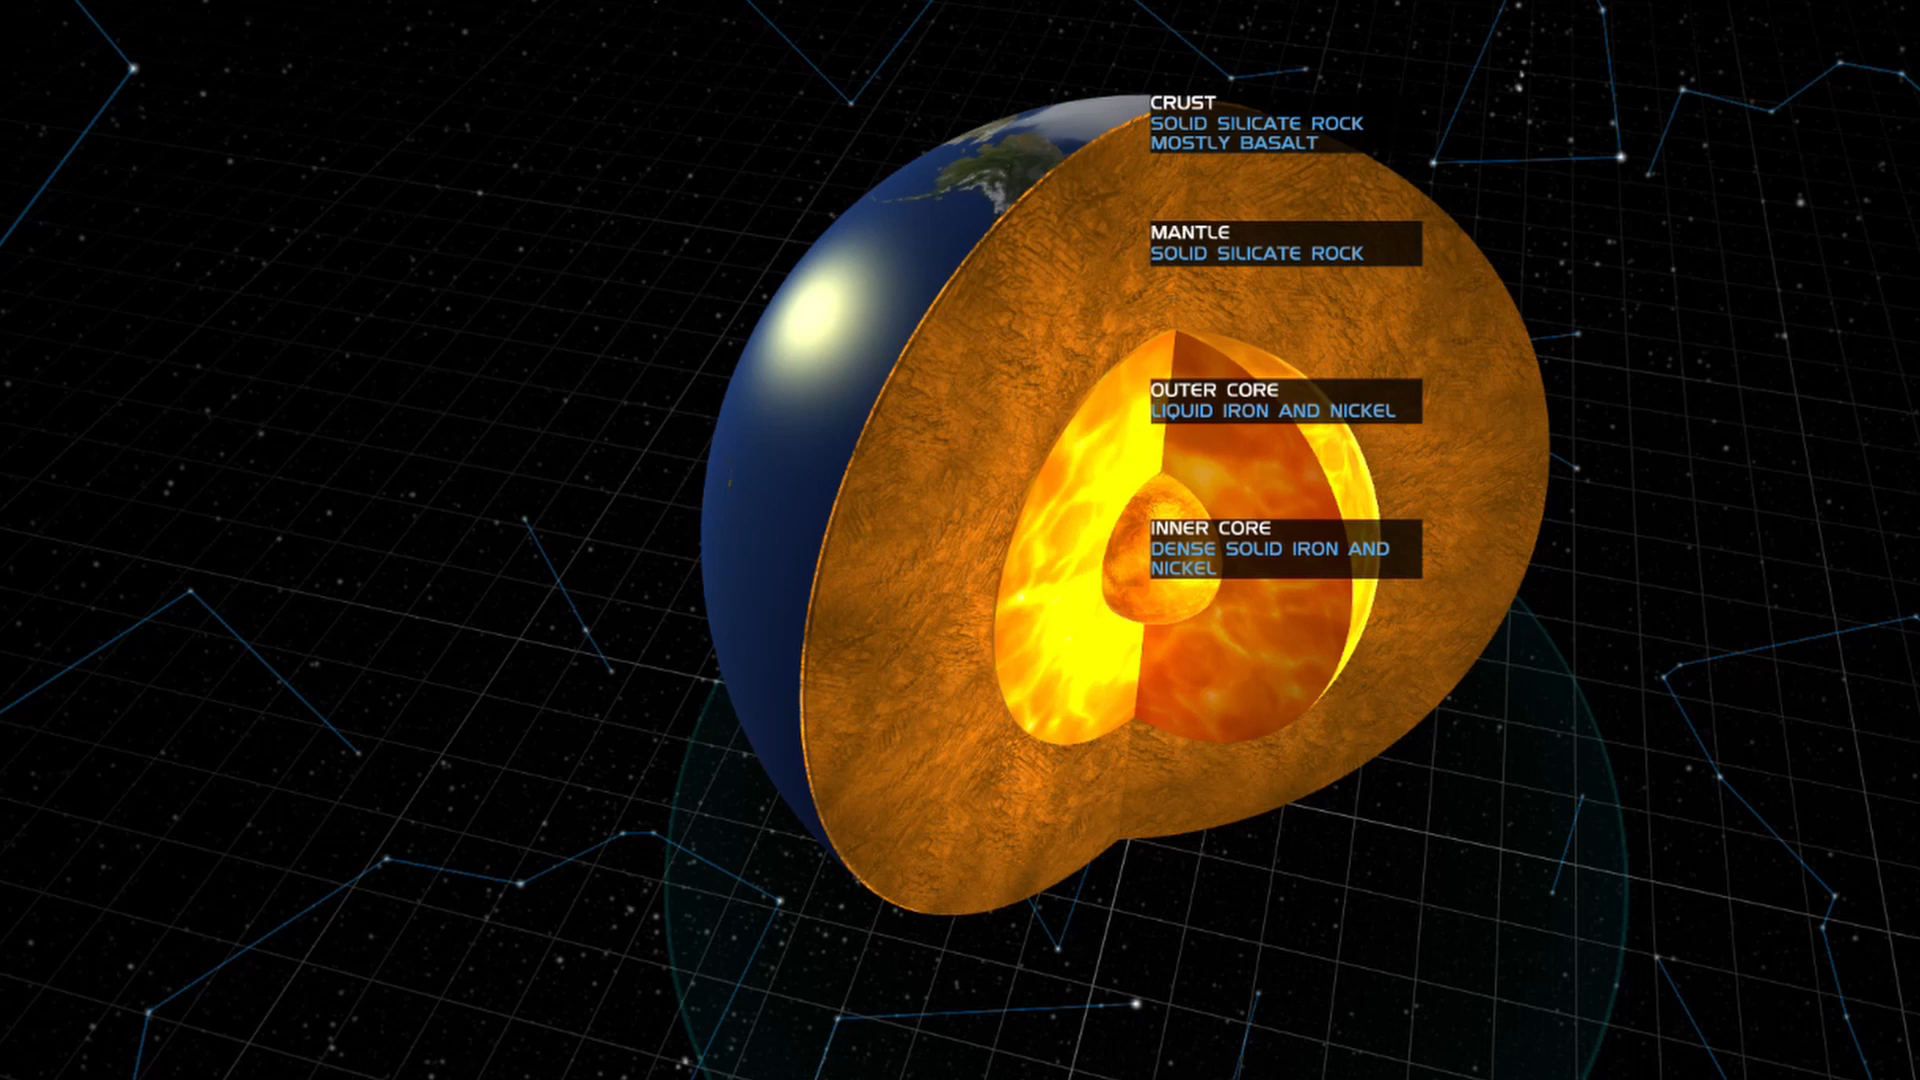 CRUST
SOLID SILICATE ROCK
MOSTLY BASALT
MANTLE
SOLID SILICATE ROCK
OUTER CORE
LIQUID IRON AND NICKEL
INNER CORE
DENSE SOLID IRON AND
NICKEL